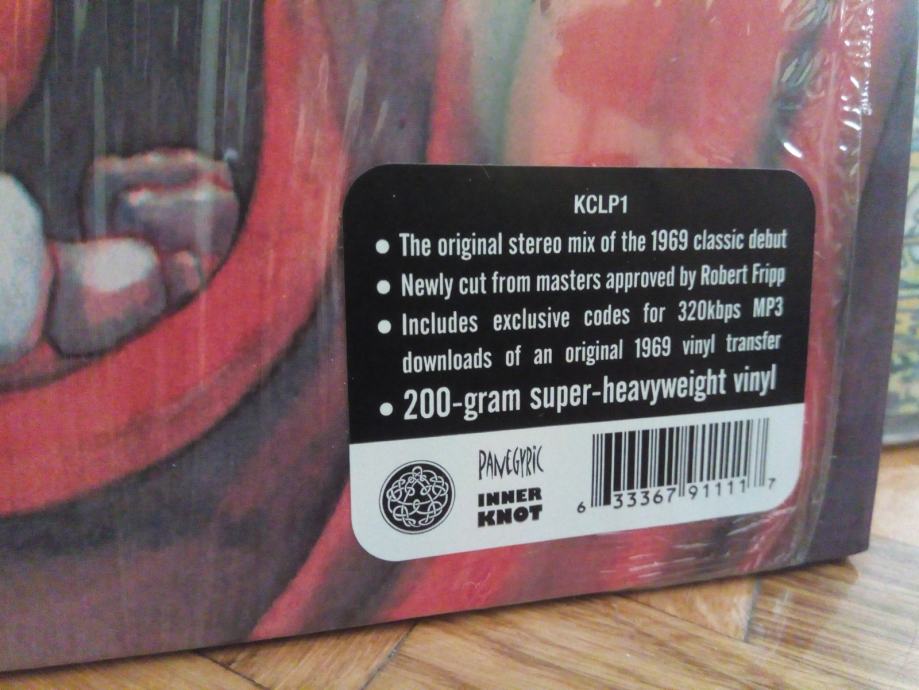 KCLP1
● The original stereo mix of the 1969 classic debut
● Newly cut from masters approved by Robert Fripp
● Includes exclusive codes for 320kbps MP3
downloads of an original 1969 vinyl transfer
● 200-gram super-heavyweight vinyl
PANEGYRIC
INNER
KNOT
6 33367 91111 7